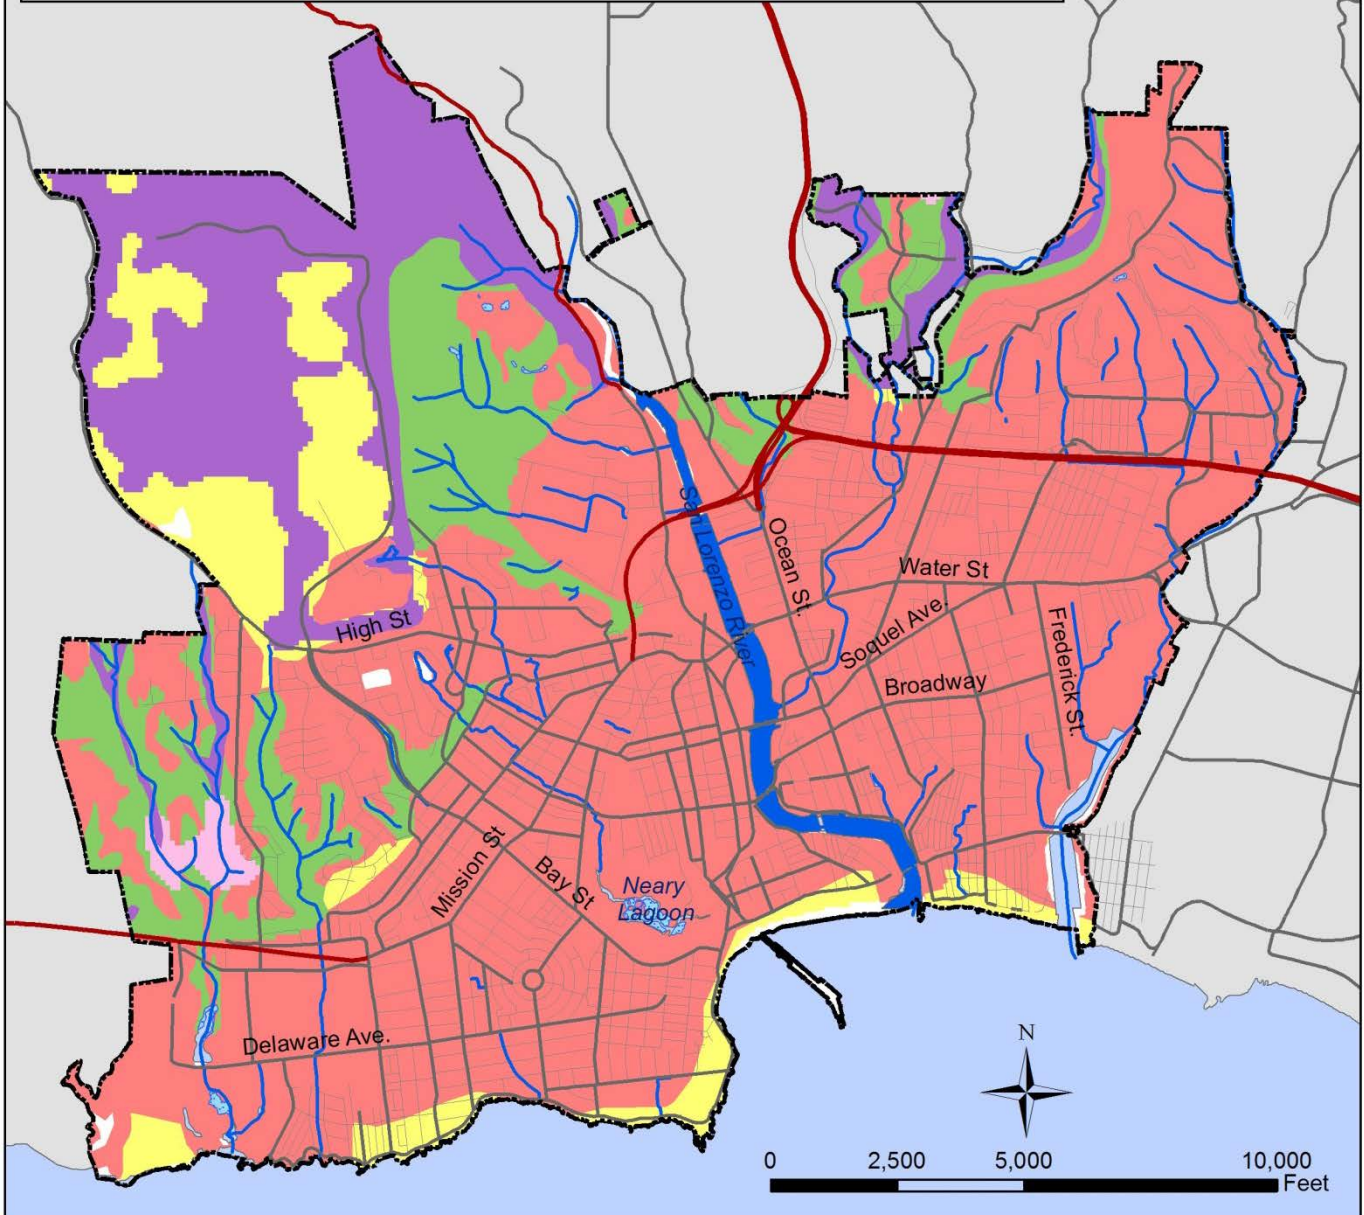 San Lorenzo River
Ocean St.
Water St
High St
Soquel Ave.
Frederick St.
Broadway
Mission St
Bay St
Neary
Lagoon
Delaware Ave.
N
0 2,500 5,000 10,000
Feet